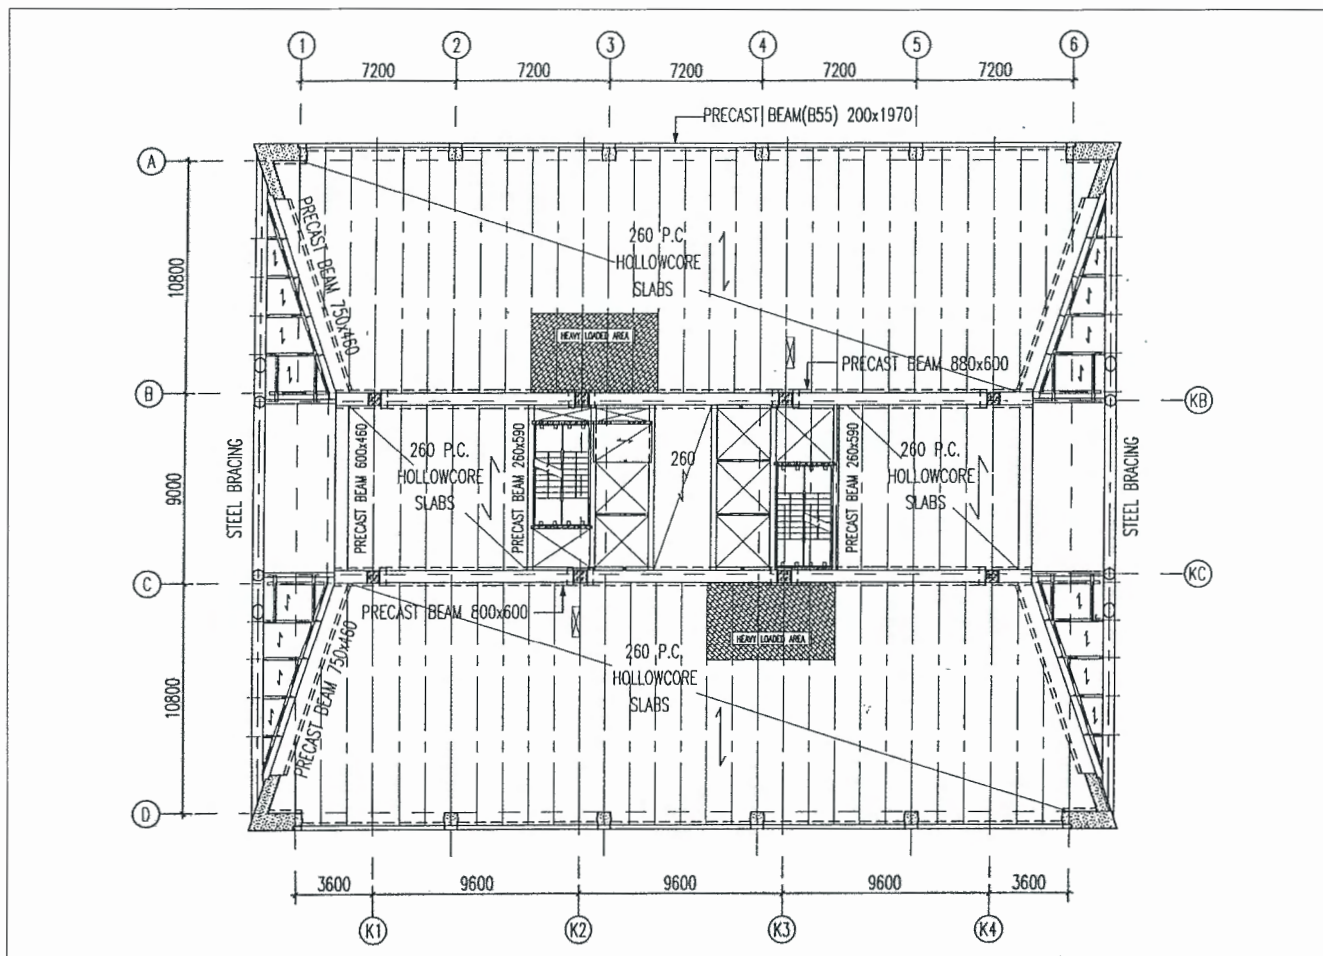 1 2 3 4 5 6
7200 7200 7200 7200 7200
PRECAST BEAM(B55) 200x1970
A
PRECAST BEAM 750x460
260 P.C.
HOLLOWCORE
SLABS
10800
HEAVY LOADED AREA
PRECAST BEAM 880x600
B
KB
STEEL BRACING
9000
PRECAST BEAM 600x460
260 P.C.
HOLLOWCORE
SLABS
PRECAST BEAM 260x590
260
PRECAST BEAM 260x590
260 P.C.
HOLLOWCORE
SLABS
STEEL BRACING
C
KC
PRECAST BEAM 800x600
HEAVY LOADED AREA
PRECAST BEAM 750x460
260 P.C.
HOLLOWCORE
SLABS
10800
D
3600 9600 9600 9600 3600
K1 K2 K3 K4